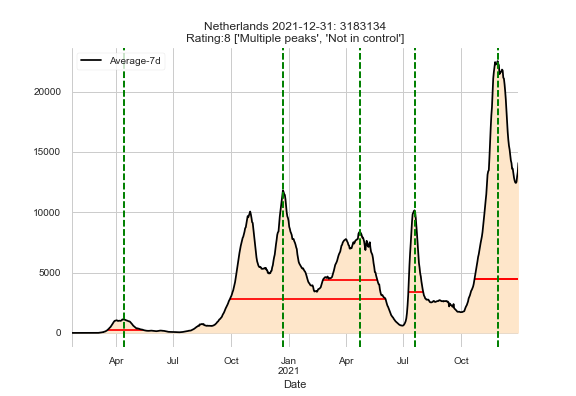 Netherlands 2021-12-31: 3183134
Rating:8 ['Multiple peaks', 'Not in control']
Average-7d
20000
15000
10000
5000
0
Apr Jul Oct Jan Apr Jul Oct
2021
Date